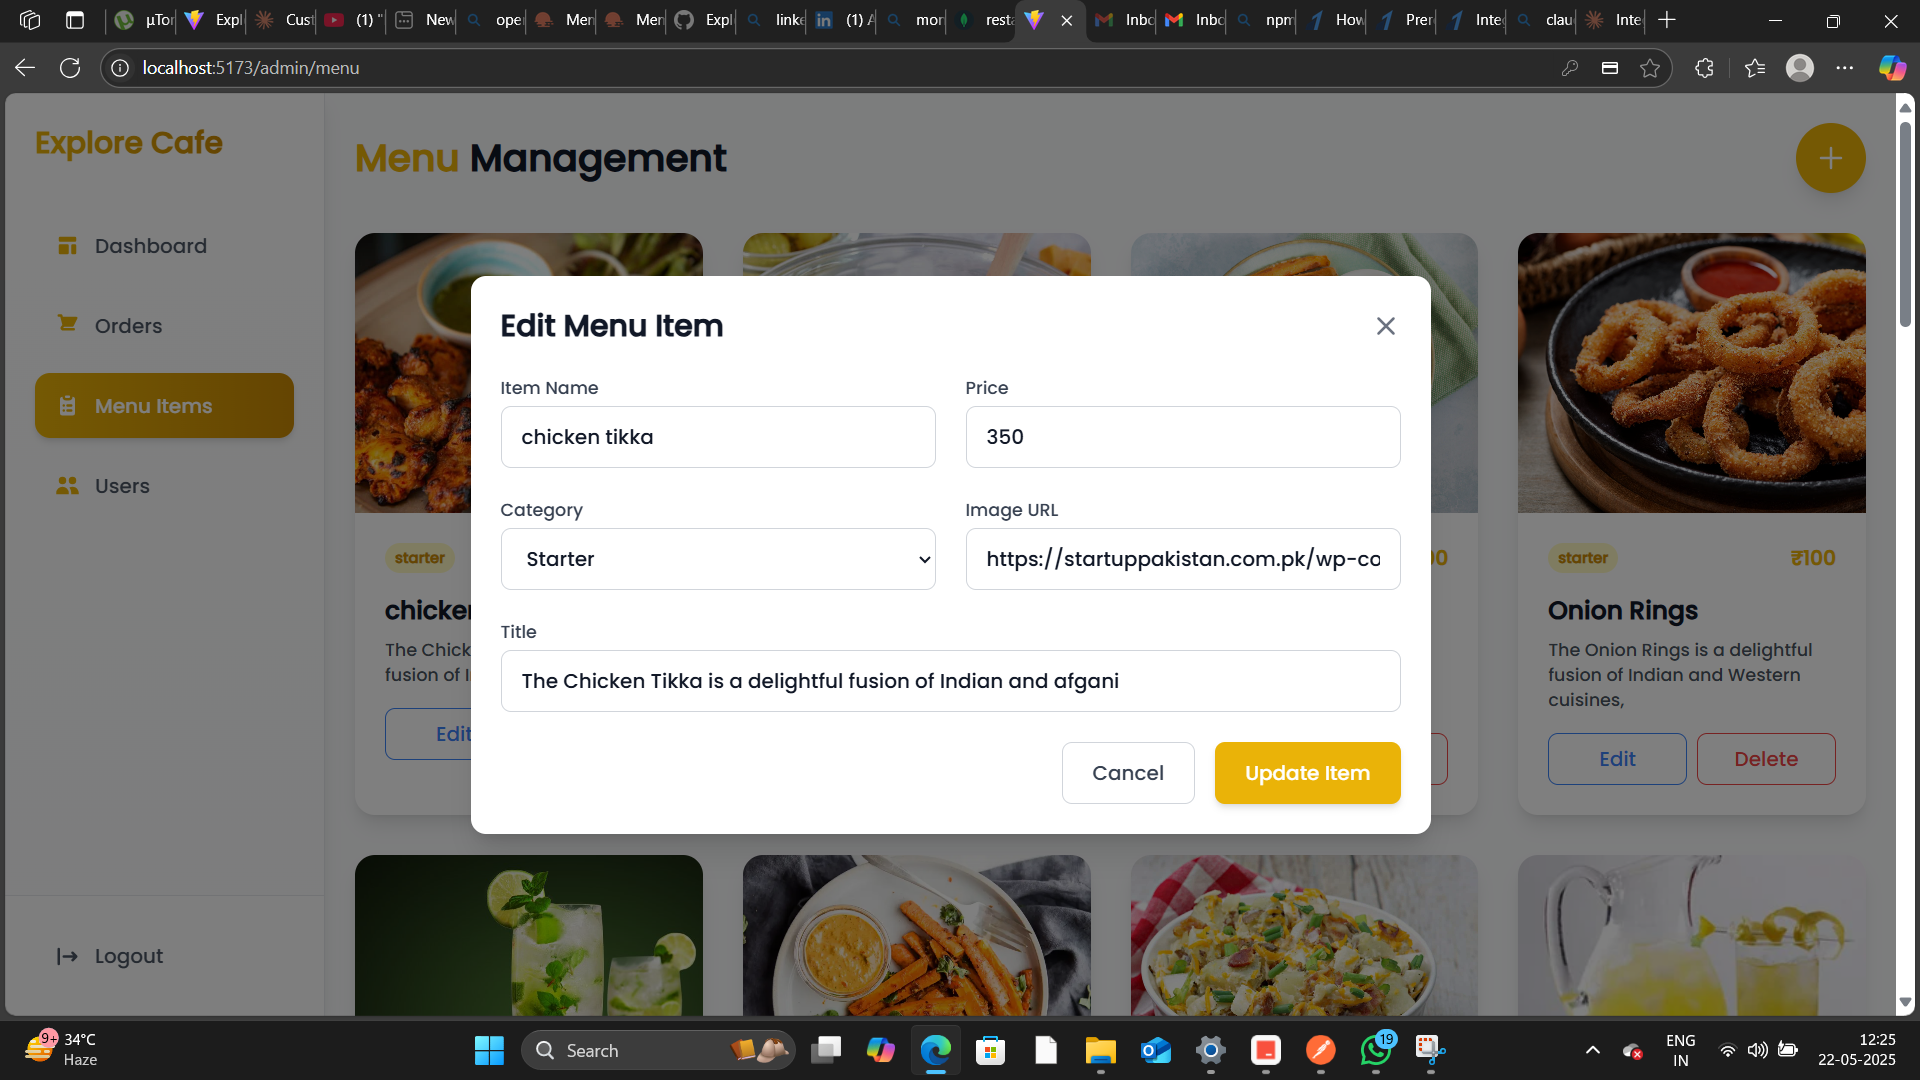 µTor
Expl
Cust
(1) "
New
oper
Men
Men
Expl
linke
(1) A
mor
resta
Inbo
Inbo
npm
How
Prer
Inte
clau
Inte
localhost:5173/admin/menu
Explore Cafe
Dashboard
Orders
Menu Items
Users
Logout
Menu Management
Edit Menu Item
Item Name
Price
chicken tikka
350
Category
Image URL
Starter
https://startuppakistan.com.pk/wp-co
Title
The Chicken Tikka is a delightful fusion of Indian and afgani
Cancel
Update Item
starter
chicken
The Chick
fusion of I
Edit
00
starter
₹100
Onion Rings
The Onion Rings is a delightful
fusion of Indian and Western
cuisines,
Edit
Delete
9+
34°C
Haze
Search
19
ENG
IN
12:25
22-05-2025